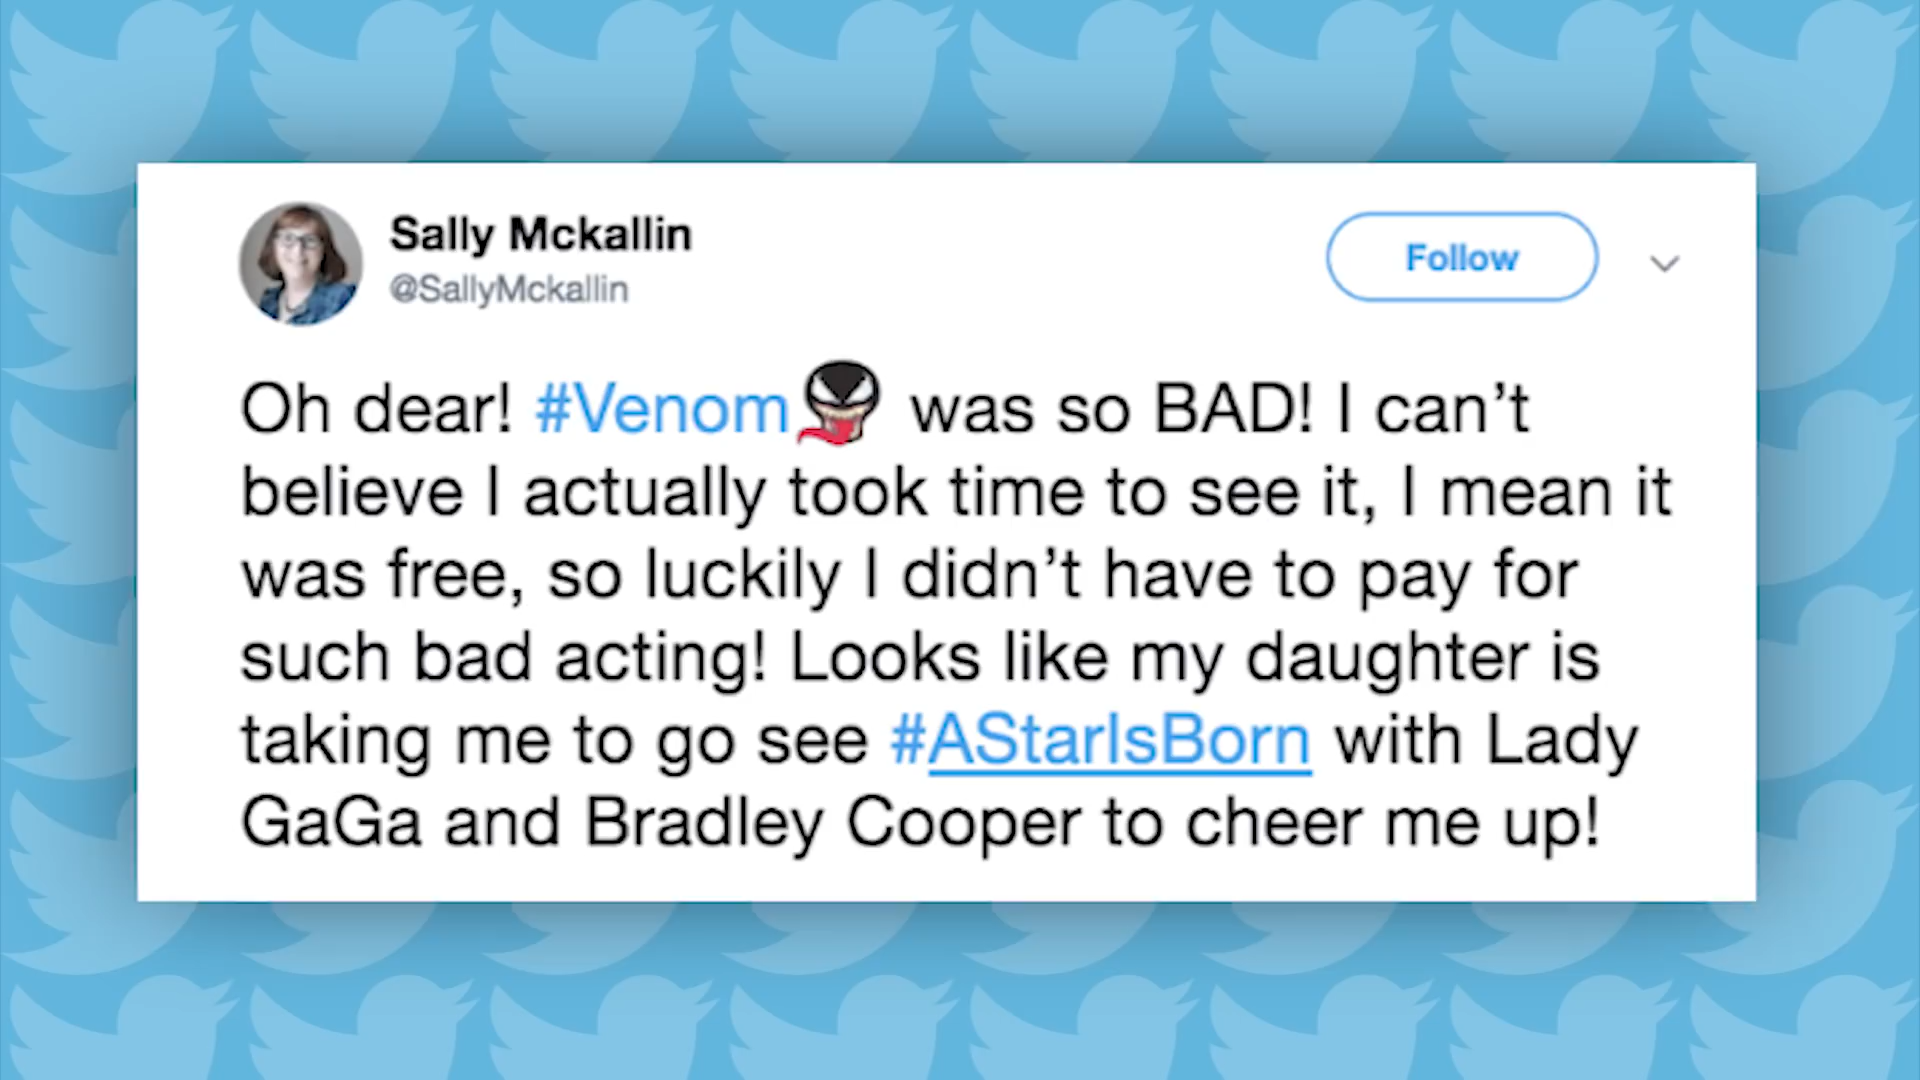 Sally Mckallin
@SallyMckallin
Follow
Oh dear! #Venom was so BAD! I can’t
believe I actually took time to see it, I mean it
was free, so luckily I didn’t have to pay for
such bad acting! Looks like my daughter is
taking me to go see #AStarIsBorn with Lady
GaGa and Bradley Cooper to cheer me up!